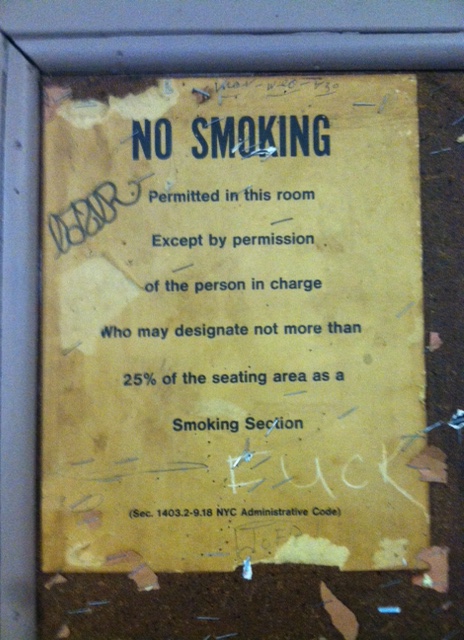 NO SMOKING
Permitted in this room
Except by permission
of the person in charge
Who may designate not more than
25% of the seating area as a
Smoking Section
FUCK
(Sec. 1403.2-9.18 NYC Administrative Code)